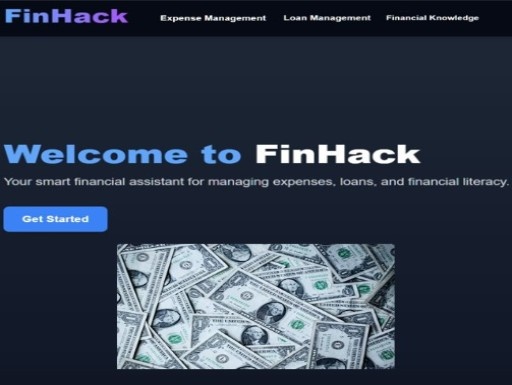 FinHack Expense Management Loan Management Financial Knowledge
Welcome to FinHack
Your smart financial assistant for managing expenses, loans, and financial literacy.
Get Started